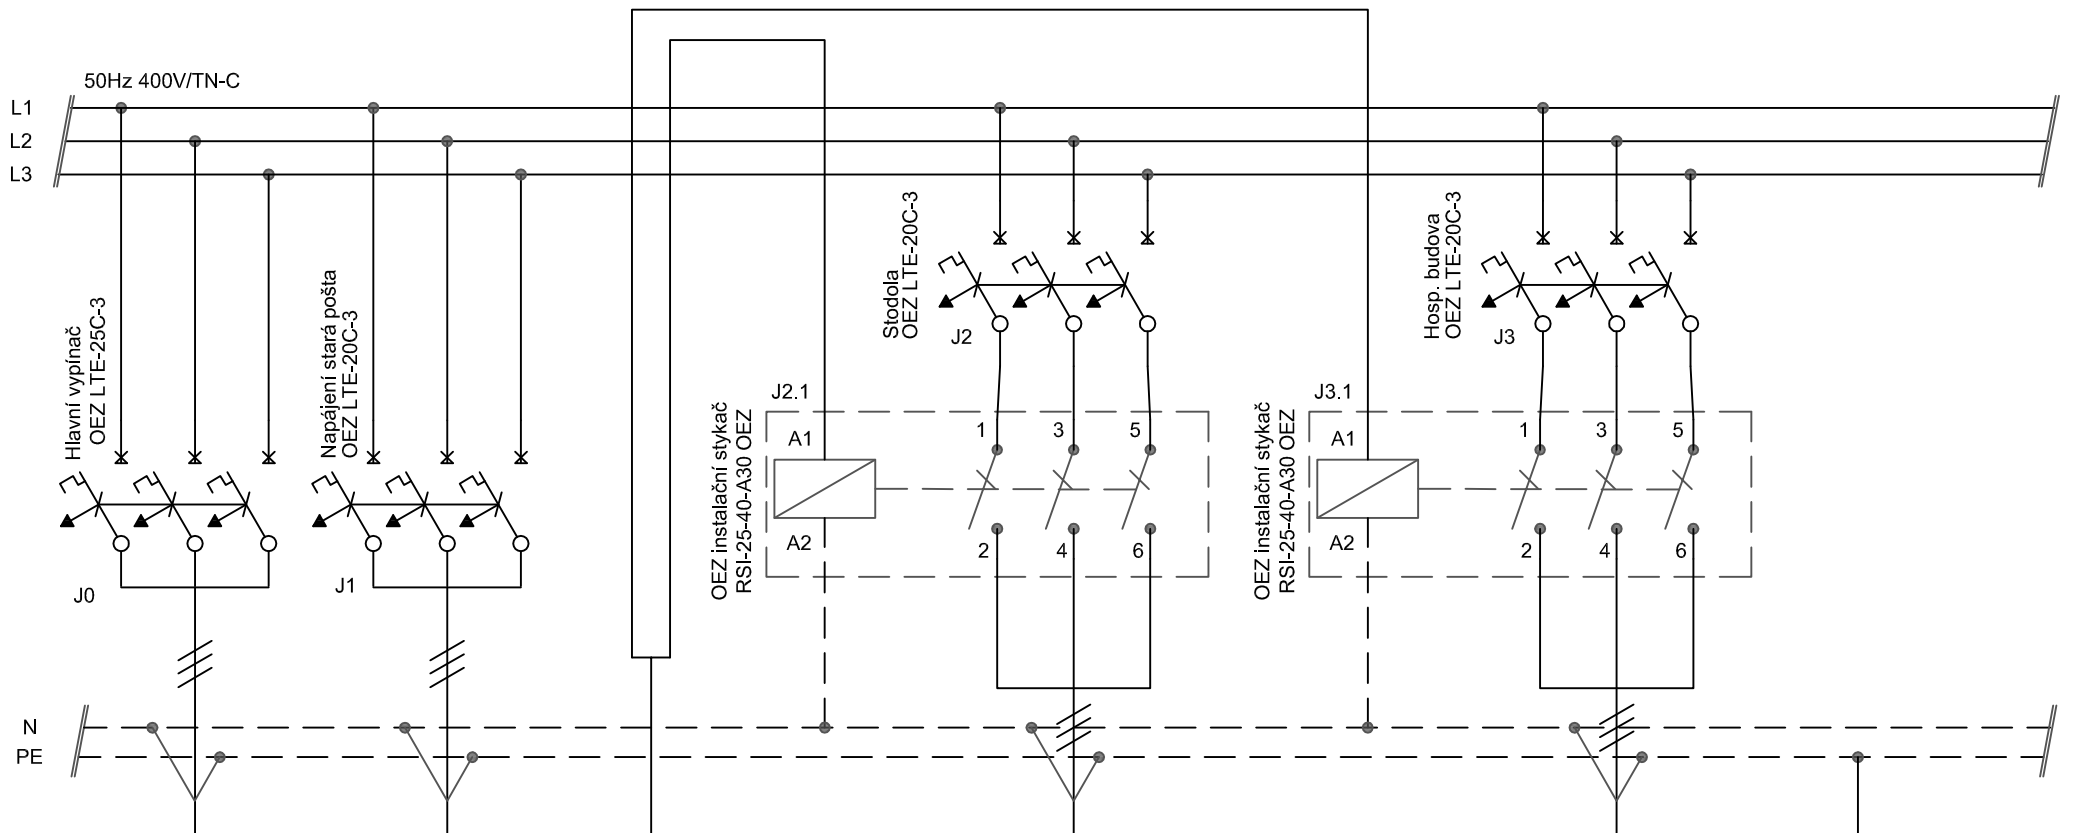 50Hz 400V/TN-C
L1
L2
L3
Hlavní vypínač
OEZ LTE-25C-3
J0
Napájení stará pošta
OEZ LTE-20C-3
J1
Stodola
OEZ LTE-20C-3
J2
Hosp. budova
OEZ LTE-20C-3
J3
OEZ instalační stykač
RSI-25-40-A30 OEZ
J2.1
A1
1
3
5
A2
2
4
6
OEZ instalační stykač
RSI-25-40-A30 OEZ
J3.1
A1
1
3
5
A2
2
4
6
N
PE